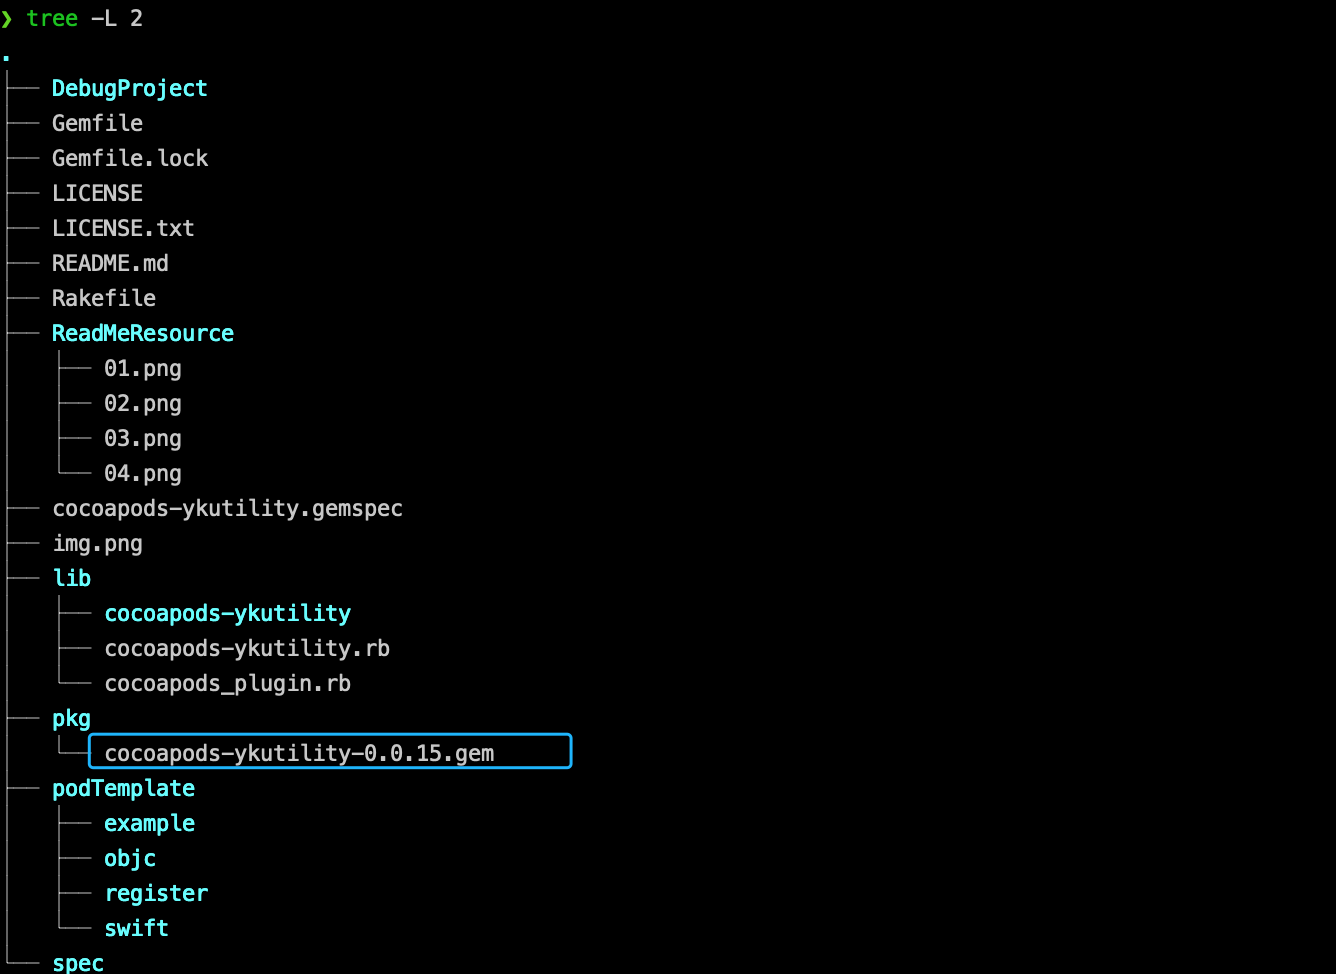 ❯ tree -L 2
.
├── DebugProject
├── Gemfile
├── Gemfile.lock
├── LICENSE
├── LICENSE.txt
├── README.md
├── Rakefile
├── ReadMeResource
│   ├── 01.png
│   ├── 02.png
│   ├── 03.png
│   └── 04.png
├── cocoapods-ykutility.gemspec
├── img.png
├── lib
│   ├── cocoapods-ykutility
│   ├── cocoapods-ykutility.rb
│   └── cocoapods_plugin.rb
├── pkg
│   └── cocoapods-ykutility-0.0.15.gem
├── podTemplate
│   ├── example
│   ├── objc
│   ├── register
│   └── swift
└── spec